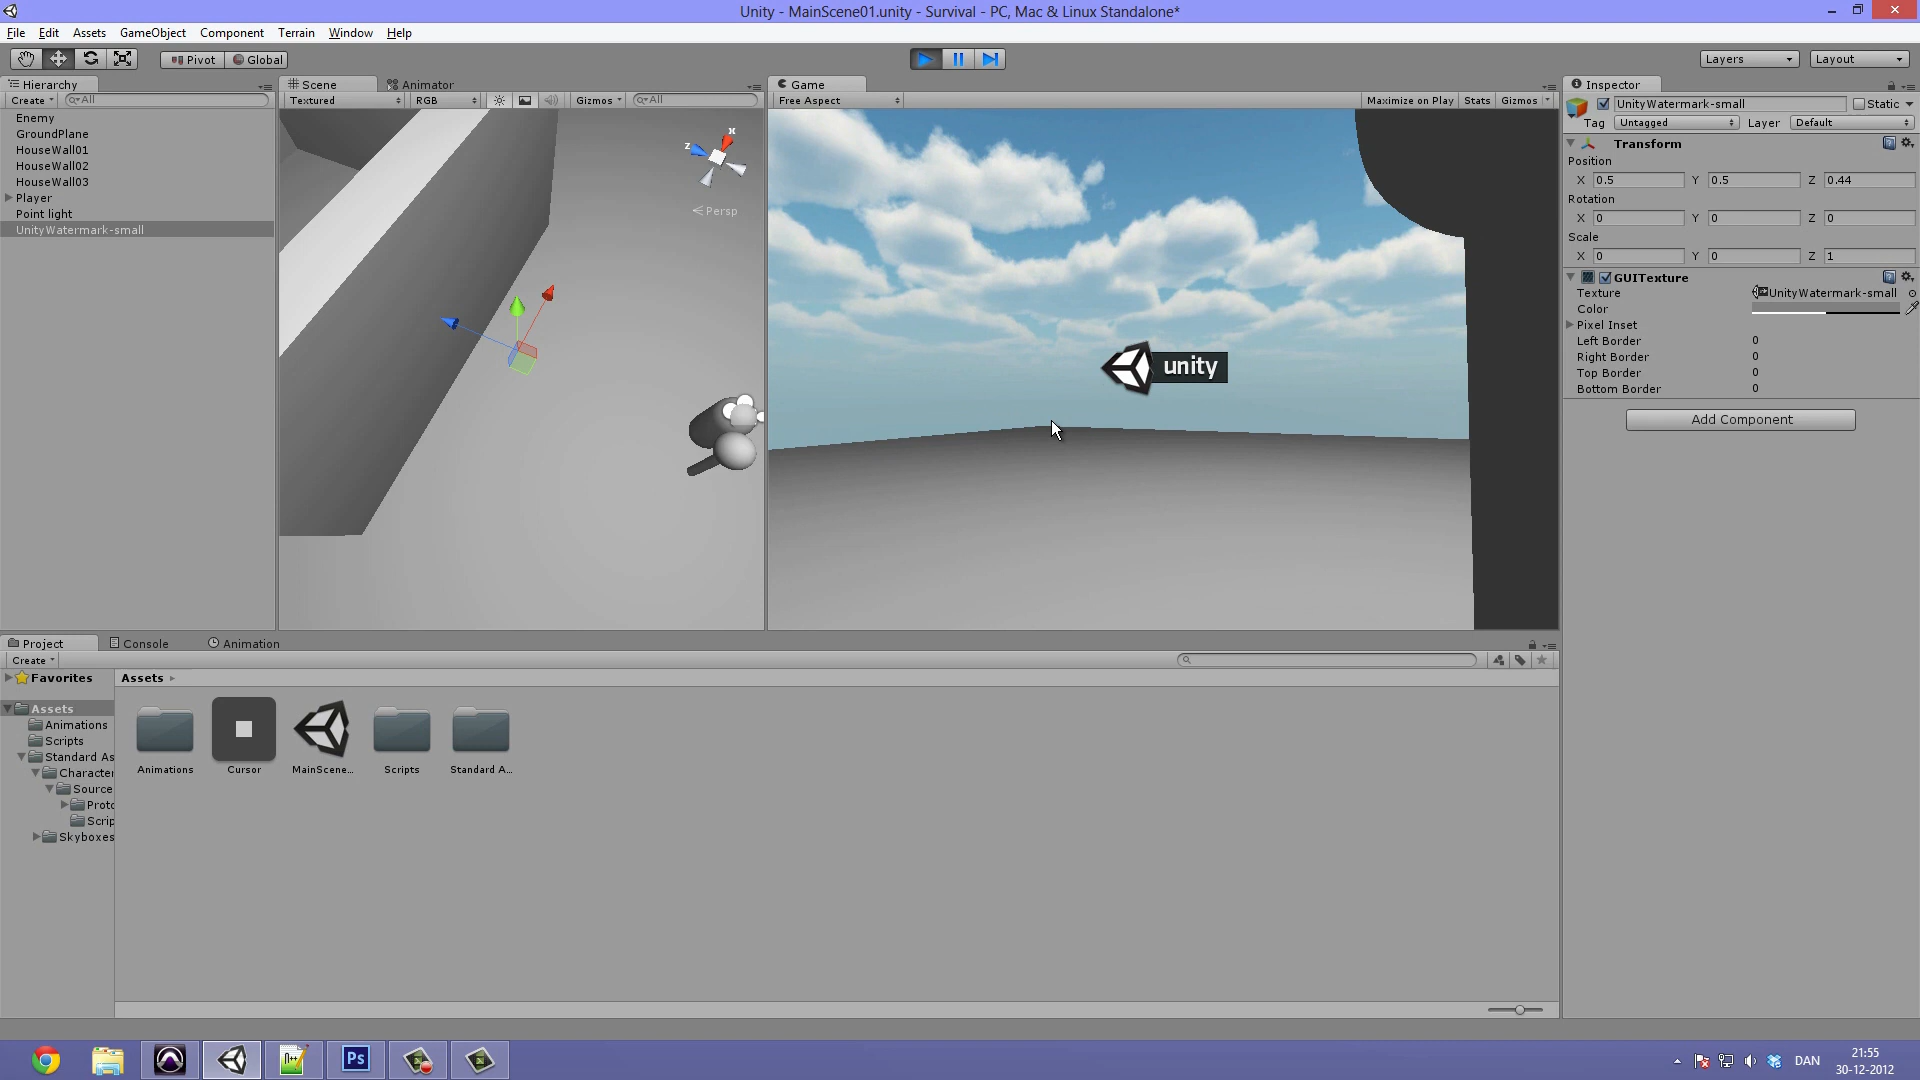 Unity - MainScene01.unity - Survival - PC, Mac & Linux Standalone*
File Edit Assets GameObject Component Terrain Window Help
Pivot Global Layers Layout
Hierarchy
Create All
Enemy
GroundPlane
HouseWall01
HouseWall02
HouseWall03
Player
Point light
UnityWatermark-small
Scene Animator
Textured RGB Gizmos All
x
z
Persp
Game
Free Aspect Maximize on Play Stats Gizmos
unity
Inspector
UnityWatermark-small Static
Tag Untagged Layer Default
Transform
Position
X 0.5 Y 0.5 Z 0.44
Rotation
X 0 Y 0 Z 0
Scale
X 0 Y 0 Z 1
GUITexture
Texture UnityWatermark-small
Color
Pixel Inset
Left Border 0
Right Border 0
Top Border 0
Bottom Border 0
Add Component
Project Console Animation
Create
Favorites
Assets
Animations
Scripts
Standard As
Character
Source
Proto
Scrip
Skyboxes
Assets
Animations Cursor MainScene... Scripts Standard A...
Ps
DAN
21:55
30-12-2012